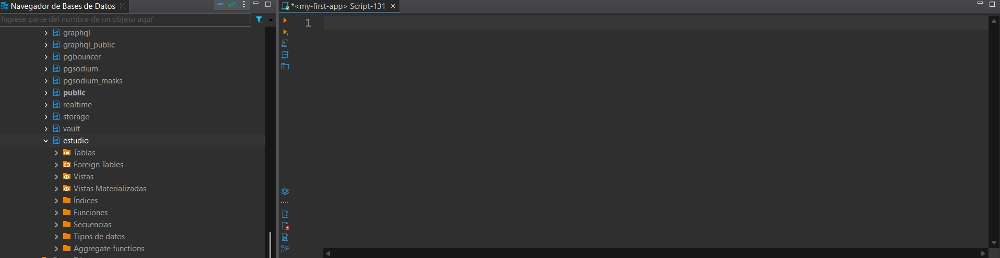 Navegador de Bases de Datos
Ingrese parte del nombre de un objeto aquí
graphql
graphql_public
pgbouncer
pgsodium
pgsodium_masks
public
realtime
storage
vault
estudio
Tablas
Foreign Tables
Vistas
Vistas Materializadas
Índices
Funciones
Secuencias
Tipos de datos
Aggregate functions
*<my-first-app> Script-131
1